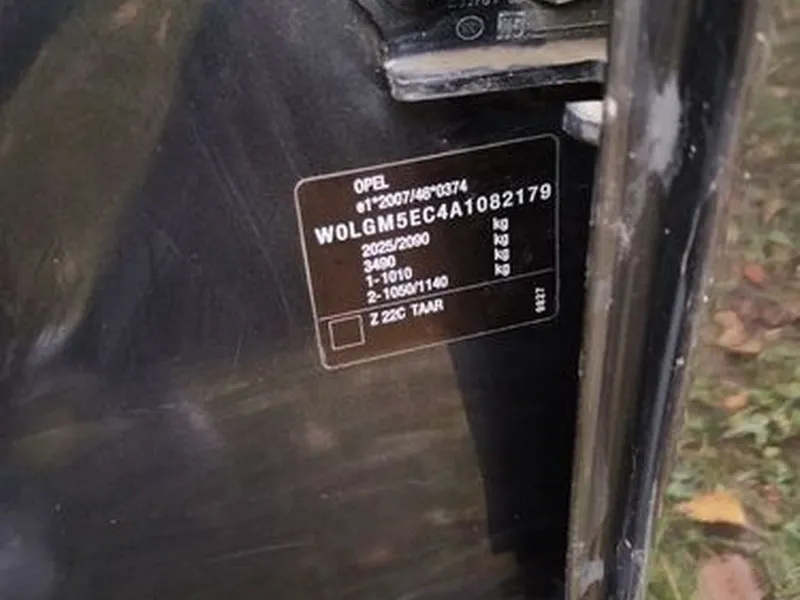 OPEL
e1*2007/46*0374
W0LGM5EC4A1082179
2025/2090 kg
3490 kg
1-1010 kg
2-1050/1140 kg
Z 22C TAAR
9827